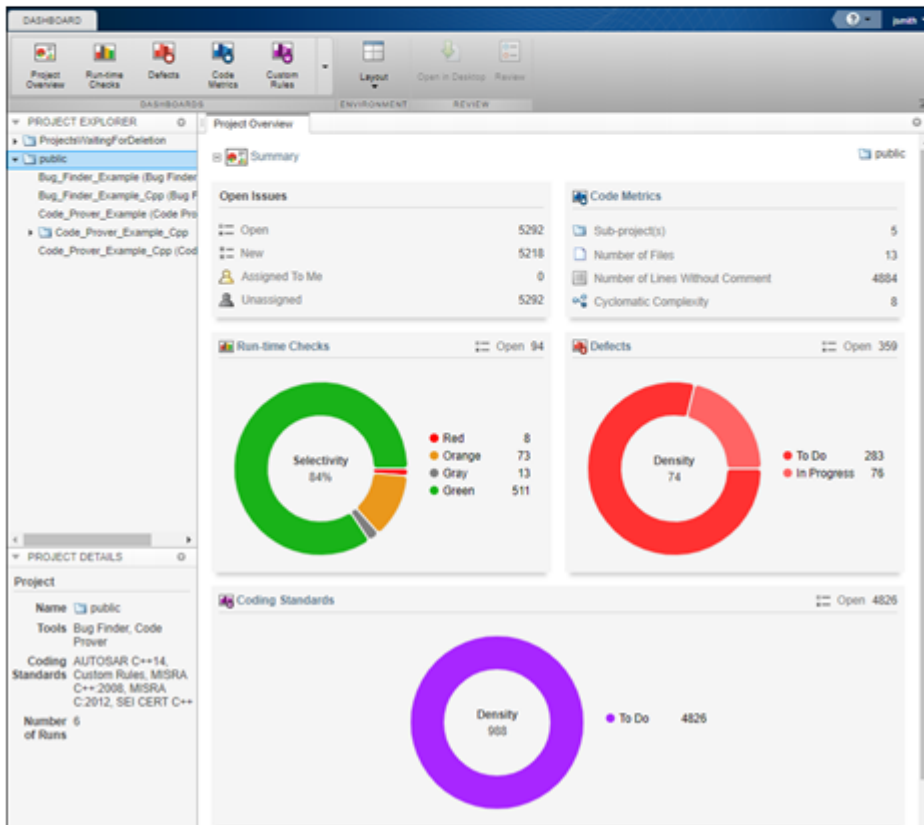 DASHBOARD
? jsmith
Project Overview
Run-time Checks
Defects
Code Metrics
Custom Rules
Layout
Open in Desktop
Review
DASHBOARDS
ENVIRONMENT
REVIEW
PROJECT EXPLORER
ProjectsWaitingForDeletion
public
Bug_Finder_Example (Bug Finder
Bug_Finder_Example_Cpp (Bug F
Code_Prover_Example (Code Pro
Code_Prover_Example_Cpp
Code_Prover_Example_Cpp (Cod
PROJECT DETAILS
Project
Name public
Tools Bug Finder, Code
Prover
Coding AUTOSAR C++14,
Standards Custom Rules, MISRA
C++:2008, MISRA
C:2012, SEI CERT C++
Number 6
of Runs
Project Overview
Summary
public
Open Issues
Open 5292
New 5218
Assigned To Me 0
Unassigned 5292
Code Metrics
Sub-project(s) 5
Number of Files 13
Number of Lines Without Comment 4884
Cyclomatic Complexity 8
Run-time Checks Open 94
Selectivity
84%
Red 8
Orange 73
Gray 13
Green 511
Defects Open 359
Density
74
To Do 283
In Progress 76
Coding Standards Open 4826
Density
988
To Do 4826